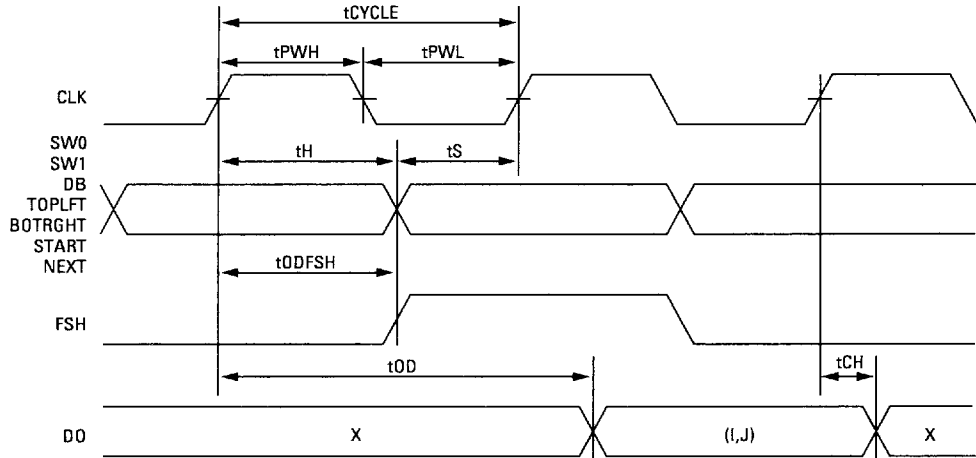 tCYCLE
tPWH tPWL
CLK
SW0
SW1
DB
TOPLFT
BOTRGHT
START
NEXT
tH tS
tODFSH
FSH
tOD tCH
DO X (I,J) X